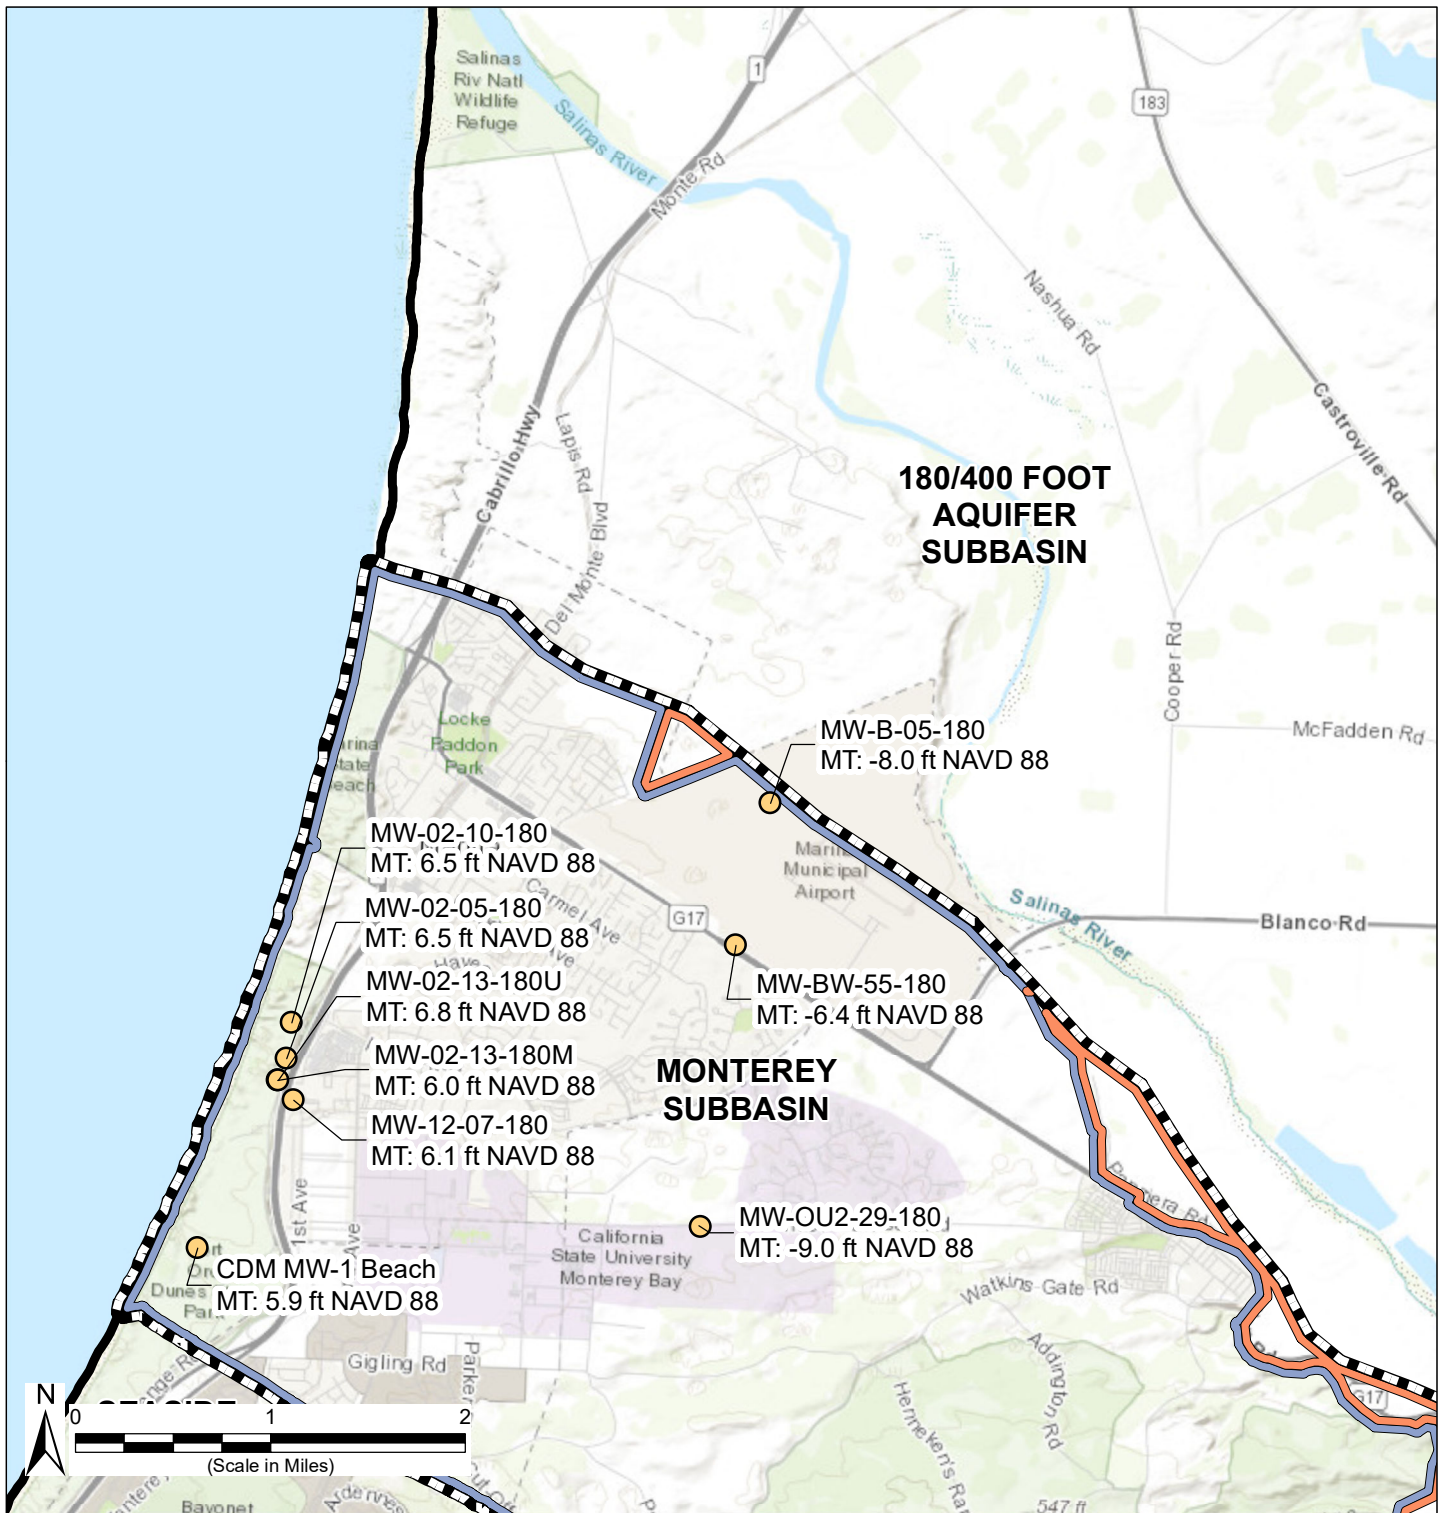 Salinas
Riv Natl
Wildlife
Refuge
Salinas River
1
Monte Rd
183
Nashua Rd
Castroville Rd
Cabrillo Hwy
Lapis Rd
Del Monte Blvd
180/400 FOOT
AQUIFER
SUBBASIN
Cooper Rd
McFadden Rd
Locke
Paddon
Park
State
MW-B-05-180
MT: -8.0 ft NAVD 88
Marina
Municipal
Airport
MW-02-10-180
MT: 6.5 ft NAVD 88
Carmel Ave
G17
Salinas River
Blanco Rd
MW-02-05-180
MT: 6.5 ft NAVD 88
Ave
MW-02-13-180U
MT: 6.8 ft NAVD 88
MW-BW-55-180
MT: -6.4 ft NAVD 88
MW-02-13-180M
MT: 6.0 ft NAVD 88
MONTEREY
SUBBASIN
MW-12-07-180
MT: 6.1 ft NAVD 88
1st Ave
Ave
MW-OU2-29-180
MT: -9.0 ft NAVD 88
California
State University
Monterey Bay
CDM MW-1 Beach
MT: 5.9 ft NAVD 88
Dunes
Park
Watkins Gate Rd
Gigling Rd
Parker
Addington Rd
G17
N
0 1 2
(Scale in Miles)
Bayonet
547 ft